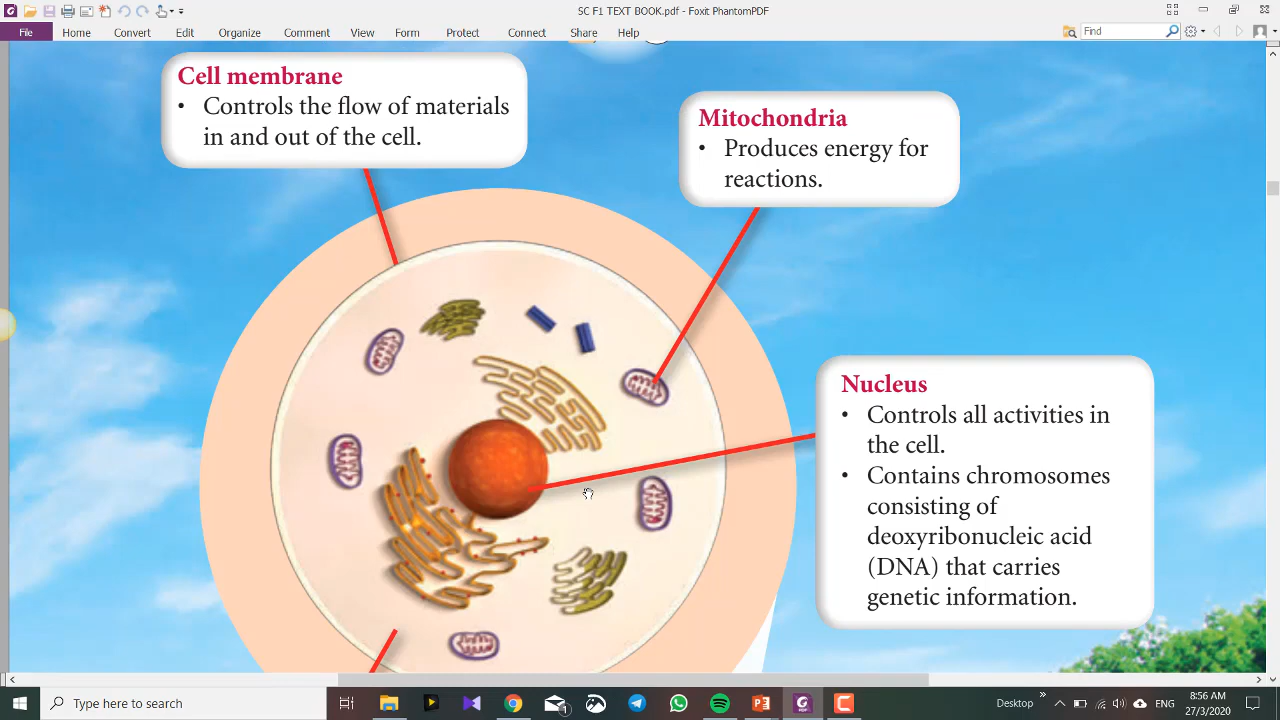 SC F1 TEXT BOOK.pdf - Foxit PhantomPDF
File Home Convert Edit Organize Comment View Form Protect Connect Share Help
Find
Cell membrane
• Controls the flow of materials
in and out of the cell.
Mitochondria
• Produces energy for
reactions.
Nucleus
• Controls all activities in
the cell.
• Contains chromosomes
consisting of
deoxyribonucleic acid
(DNA) that carries
genetic information.
Type here to search
Desktop
ENG
8:56 AM
27/3/2020